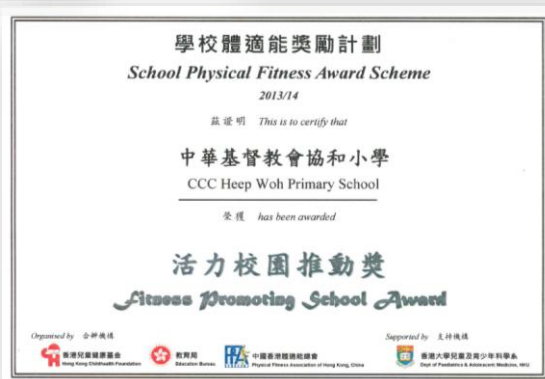 學校體適能獎勵計劃
School Physical Fitness Award Scheme
2013/14
茲證明 This is to certify that
中華基督教會協和小學
CCC Heep Woh Primary School
榮獲 has been awarded
活力校園推動獎
Fitness Promoting School Award
Organised by 合辦機構
Supported by 支持機構
香港兒童健康基金
Hong Kong Childhealth Foundation
教育局
Education Bureau
中國香港體適能總會
Physical Fitness Association of Hong Kong, China
香港大學兒童及青少年科學系
Dept of Paediatrics & Adolescent Medicine, HKU